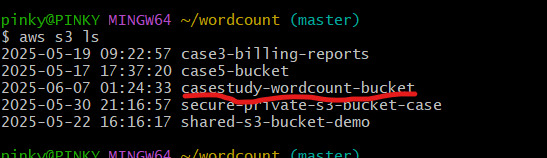 pinky@PINKY MINGW64 ~/wordcount (master)
$ aws s3 ls
2025-05-19 09:22:57 case3-billing-reports
2025-05-17 17:37:20 case5-bucket
2025-06-07 01:24:33 casestudy-wordcount-bucket
2025-05-30 21:16:57 secure-private-s3-bucket-case
2025-05-22 16:16:17 shared-s3-bucket-demo
pinky@PINKY MINGW64 ~/wordcount (master)